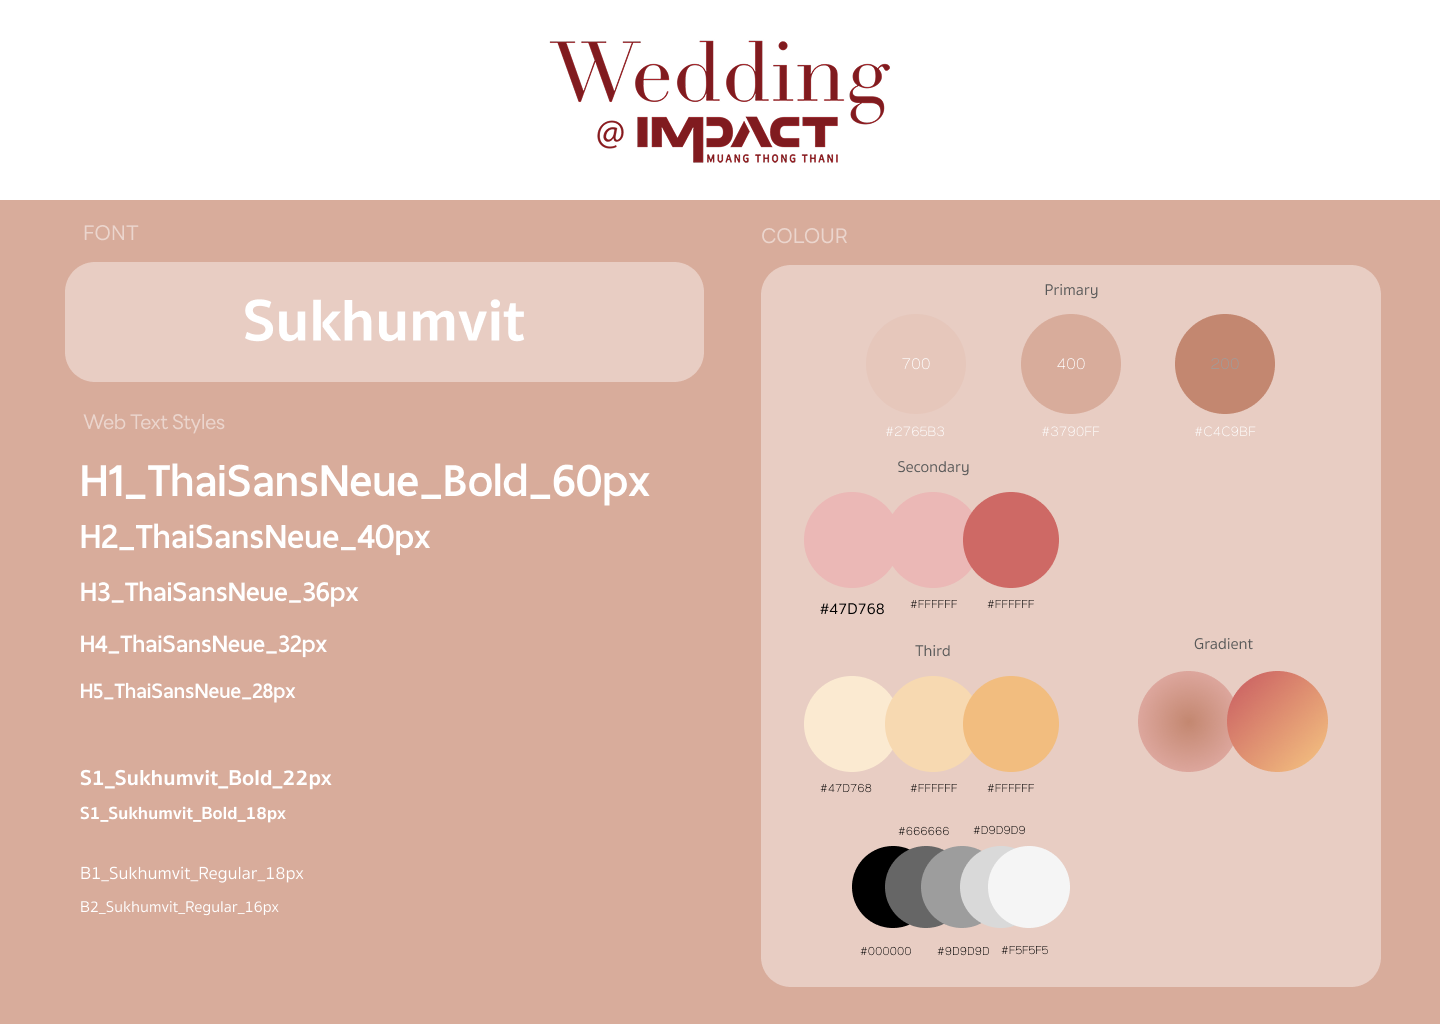 Wedding
@ IMPACT
MUANG THONG THANI
FONT
Sukhumvit
Web Text Styles
H1_ThaiSansNeue_Bold_60px
H2_ThaiSansNeue_40px
H3_ThaiSansNeue_36px
H4_ThaiSansNeue_32px
H5_ThaiSansNeue_28px
S1_Sukhumvit_Bold_22px
S1_Sukhumvit_Bold_18px
B1_Sukhumvit_Regular_18px
B2_Sukhumvit_Regular_16px
COLOUR
Primary
700 400
#2765B3 #3790FF #C4C9BF
Secondary
#47D768 #FFFFFF #FFFFFF
Third
#47D768 #FFFFFF #FFFFFF
Gradient
#666666 #D9D9D9
#000000 #9D9D9D #F5F5F5